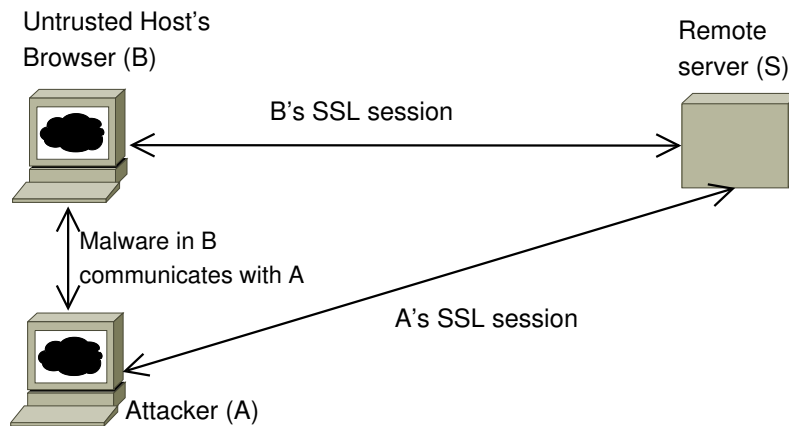 Untrusted Host's
Browser (B)
Remote
server (S)
B's SSL session
Malware in B
communicates with A
A's SSL session
Attacker (A)